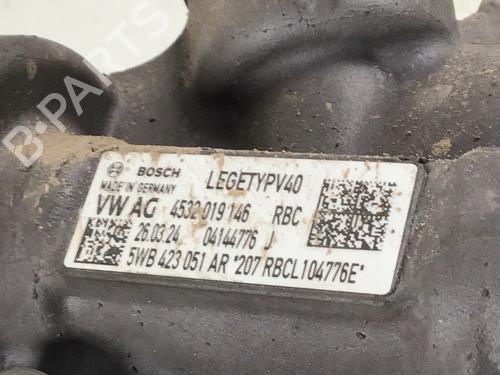 B-PARTS
BOSCH LEGETYPV40
MADE IN GERMANY
VW AG 4532 019 146 RBC
26.03.24 04144776 J
5WB 423 051 AR *207 RBCL104776E*